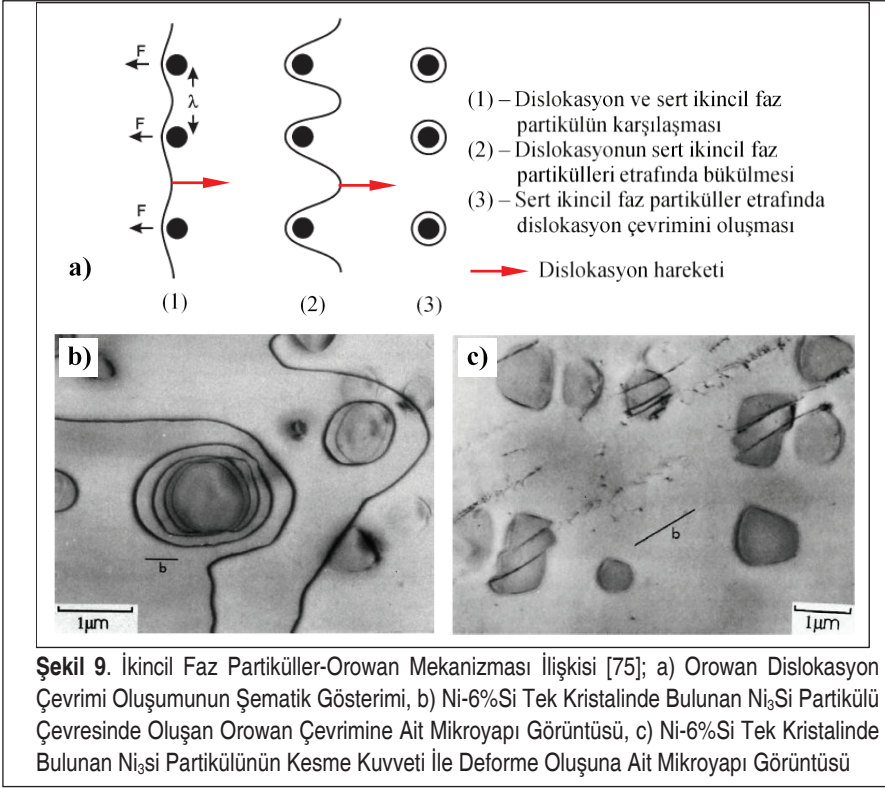 F
F
F
λ
(1) – Dislokasyon ve sert ikincil faz
partikülün karşılaşması
(2) – Dislokasyonun sert ikincil faz
partikülleri etrafında bükülmesi
(3) – Sert ikincil faz partiküller etrafında
dislokasyon çevrimini oluşması
Dislokasyon hareketi
a)
(1)
(2)
(3)
b)
b
1µm
c)
b
1µm
Şekil 9. İkincil Faz Partiküller-Orowan Mekanizması İlişkisi [75]; a) Orowan Dislokasyon
Çevrimi Oluşumunun Şematik Gösterimi, b) Ni-6%Si Tek Kristalinde Bulunan Ni₃Si Partikülü
Çevresinde Oluşan Orowan Çevrimine Ait Mikroyapı Görüntüsü, c) Ni-6%Si Tek Kristalinde
Bulunan Ni₃si Partikülünün Kesme Kuvveti İle Deforme Oluşuna Ait Mikroyapı Görüntüsü